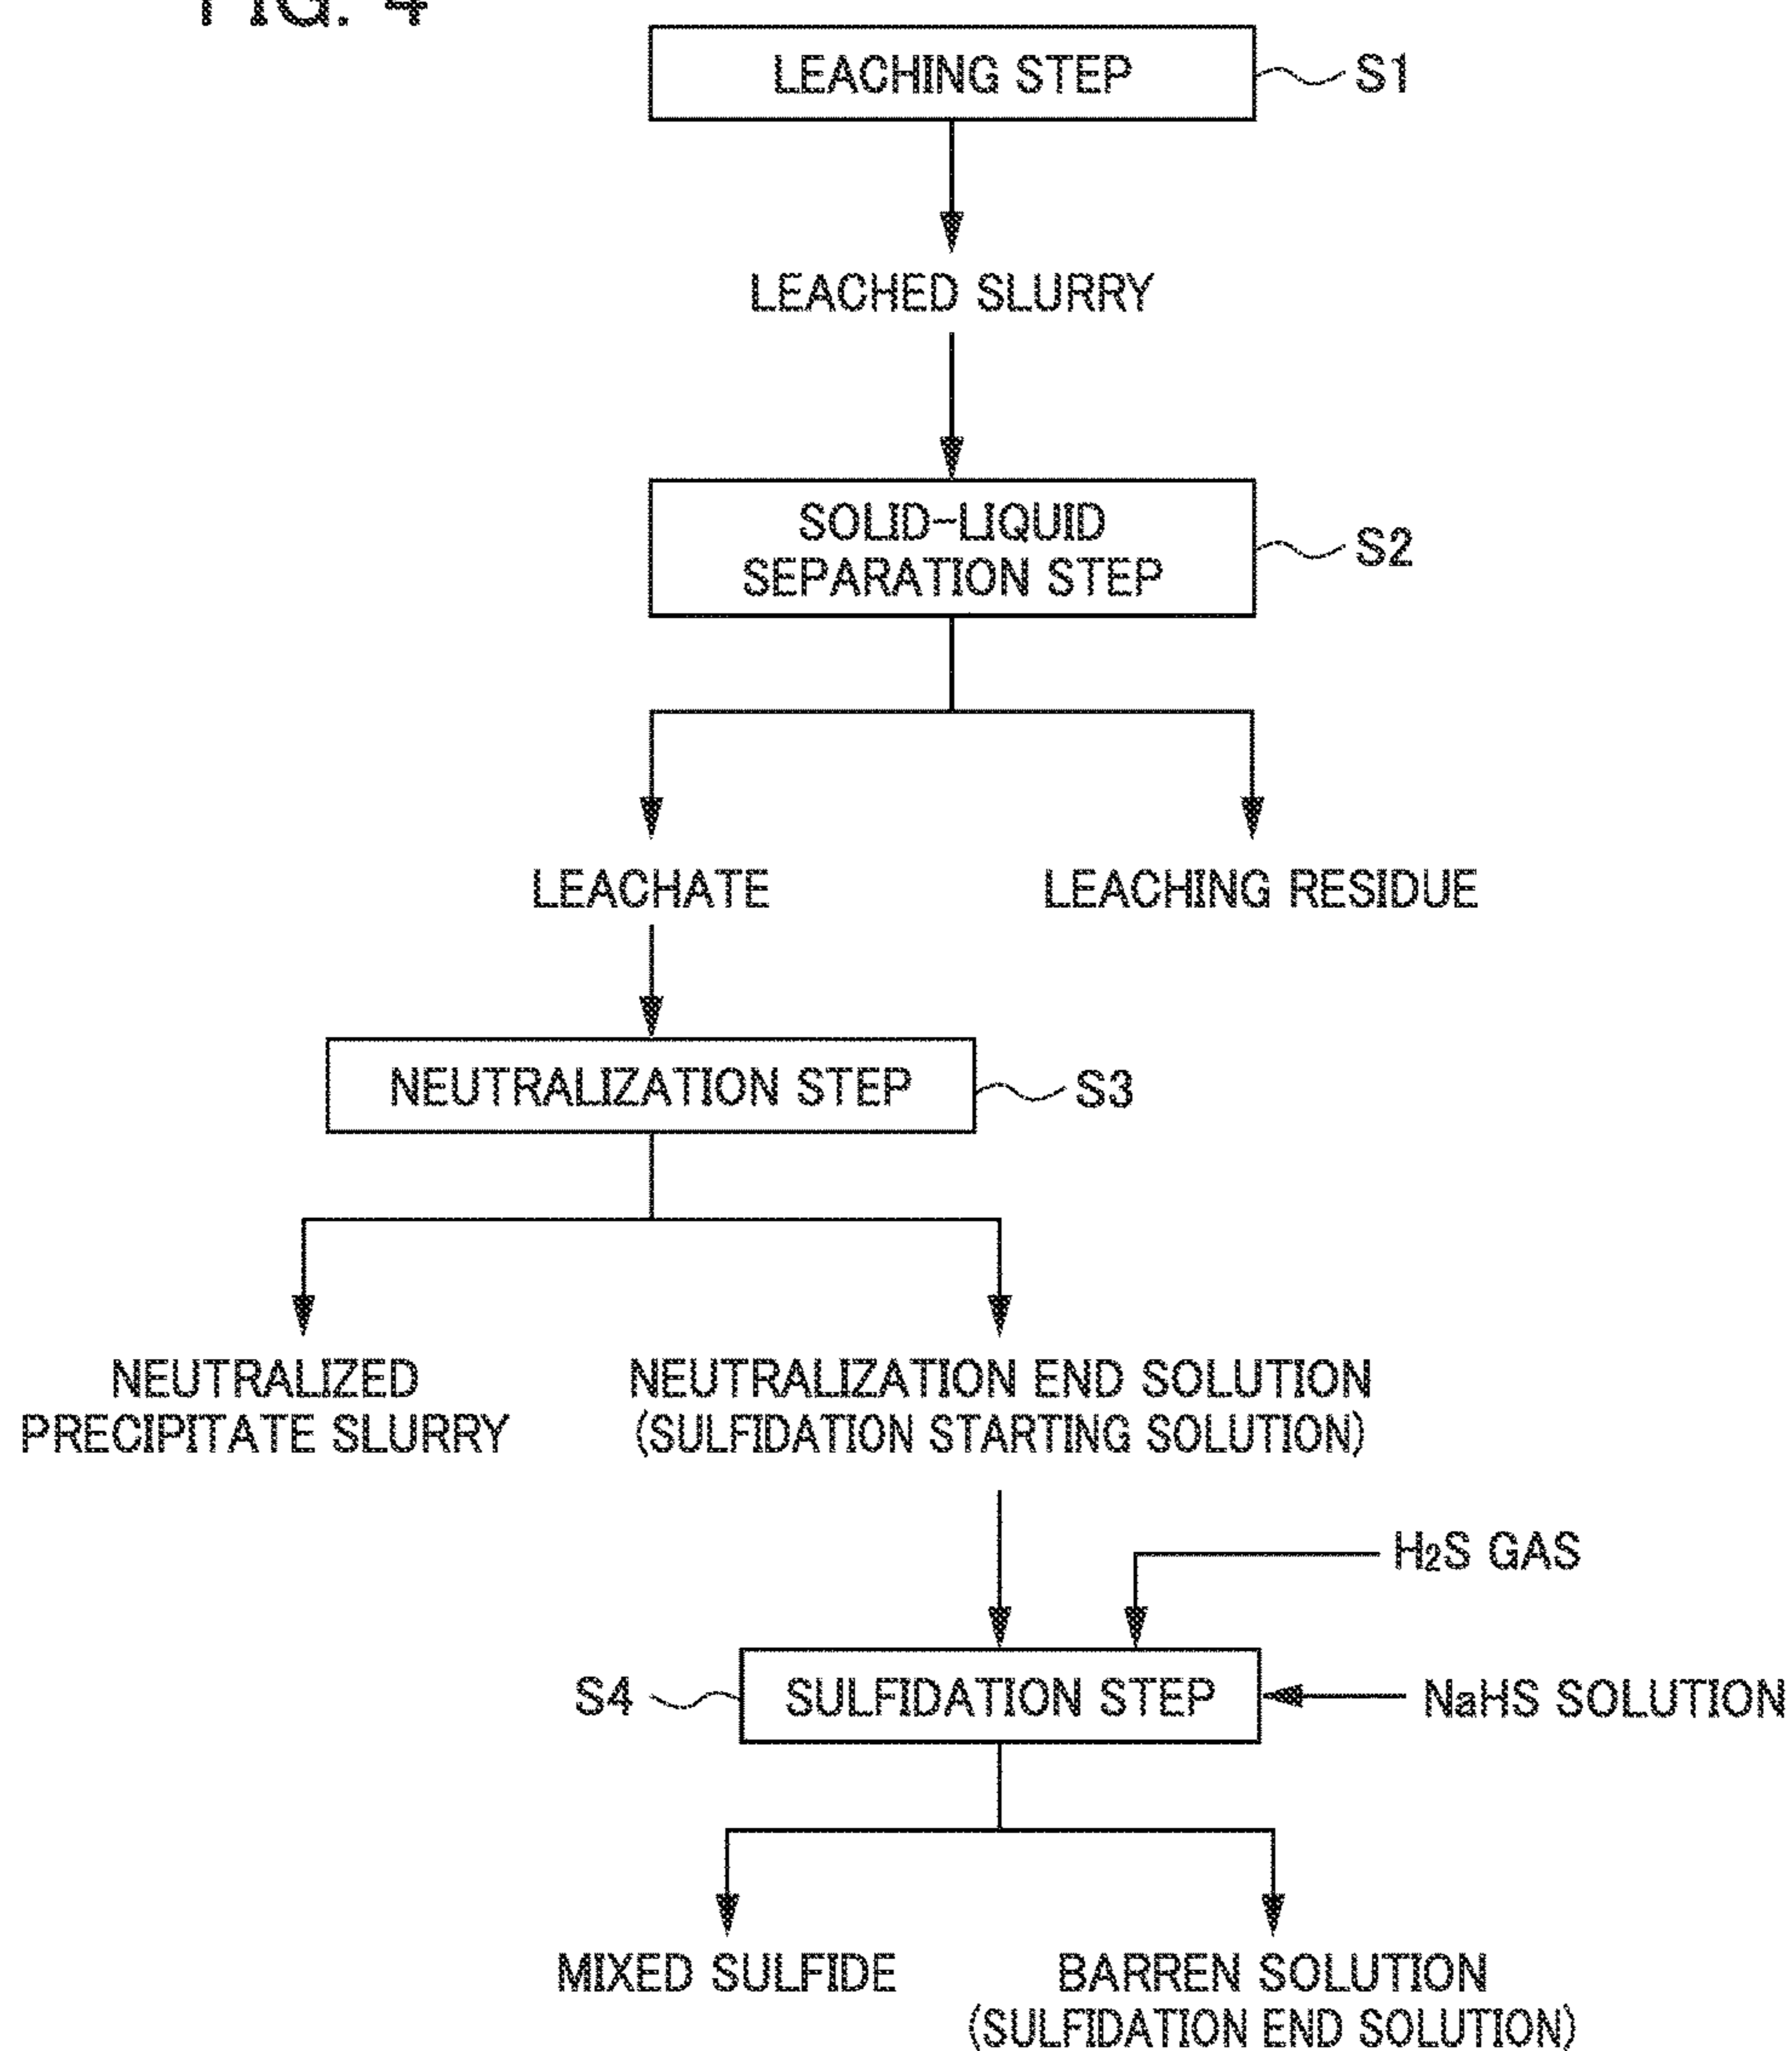 FIG. 4
LEACHING STEP
S1
LEACHED SLURRY
SOLID-LIQUID
SEPARATION STEP
S2
LEACHATE
LEACHING RESIDUE
NEUTRALIZATION STEP
S3
NEUTRALIZED
PRECIPITATE SLURRY
NEUTRALIZATION END SOLUTION
(SULFIDATION STARTING SOLUTION)
H₂S GAS
S4
SULFIDATION STEP
NaHS SOLUTION
MIXED SULFIDE
BARREN SOLUTION
(SULFIDATION END SOLUTION)